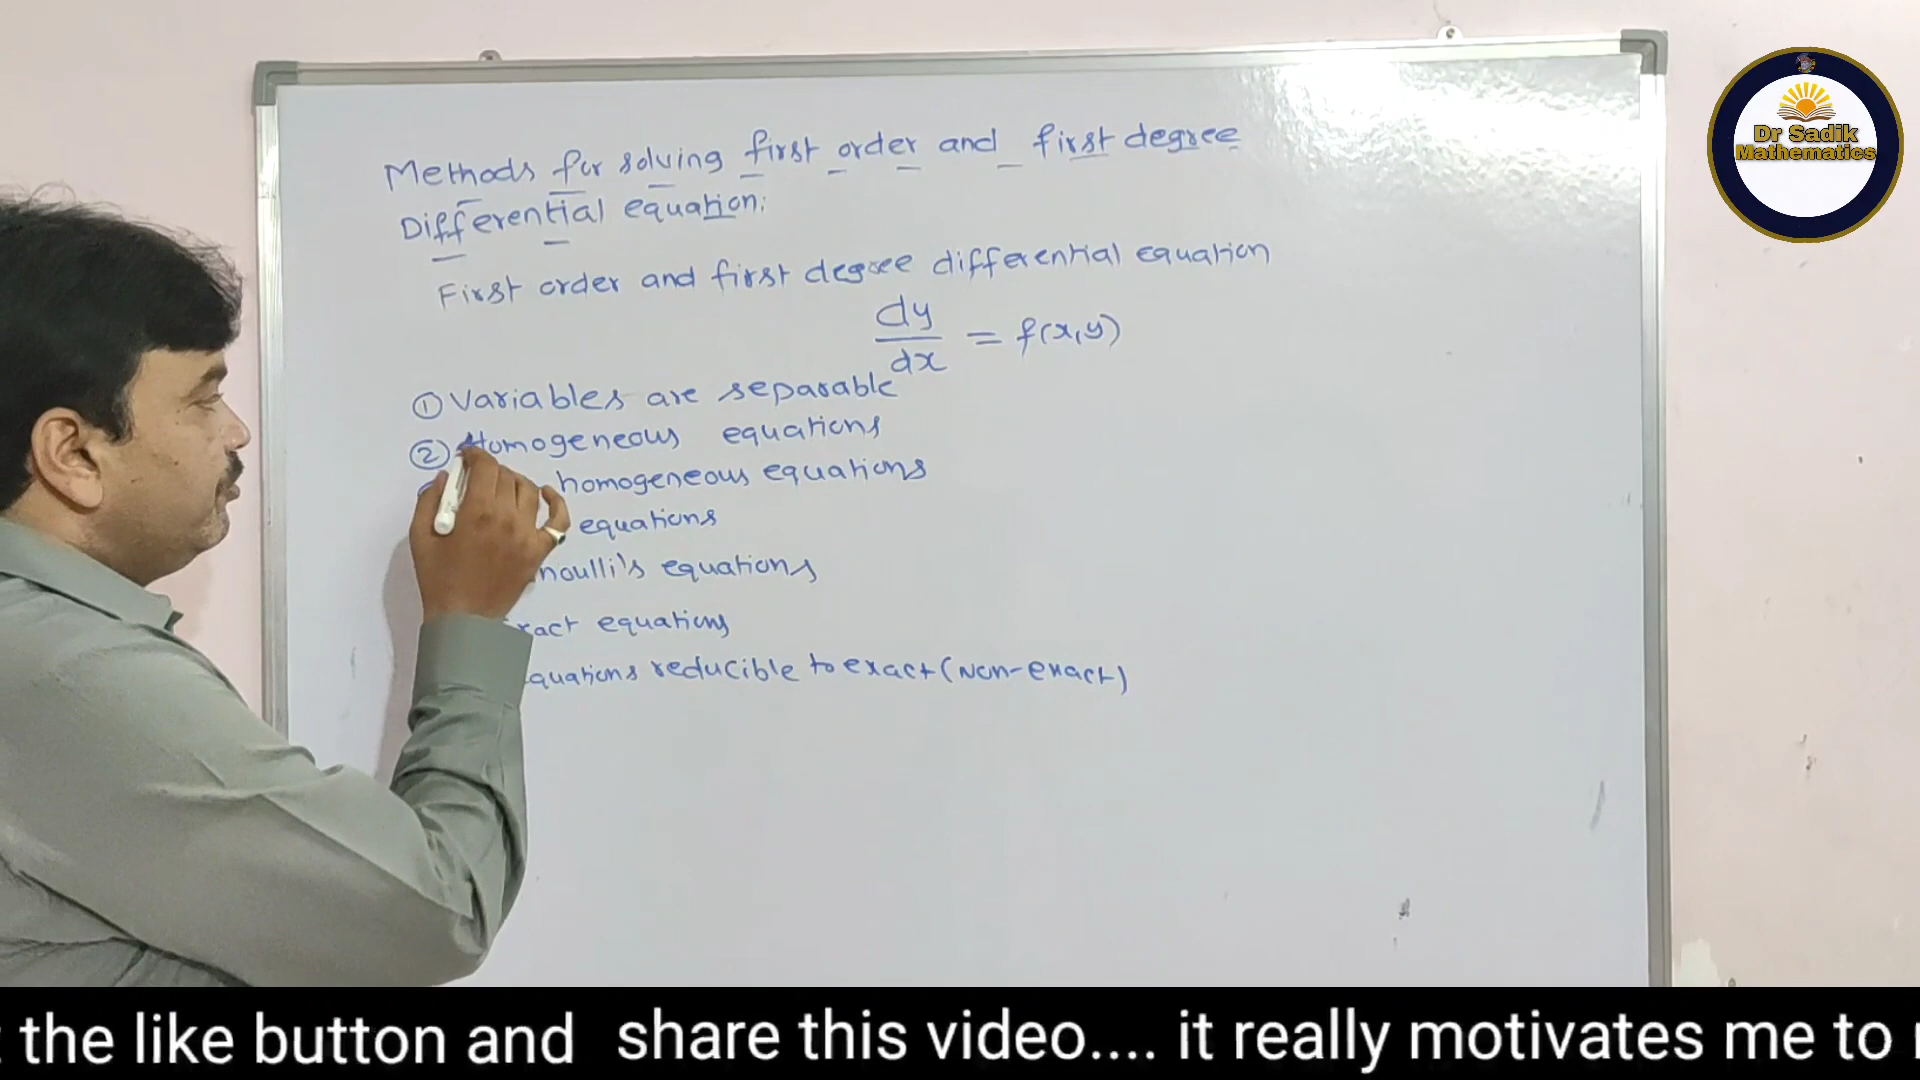 Methods for solving first order and first degree
Differential equation:
First order and first degree differential equation
dy/dx = f(x,y)
① Variables are separable
② Homogeneous equations
homogeneous equations
equations
noulli's equations
act equations
quations reducible to exact (Non-exact)
Dr Sadik
Mathematics
the like button and share this video.... it really motivates me to